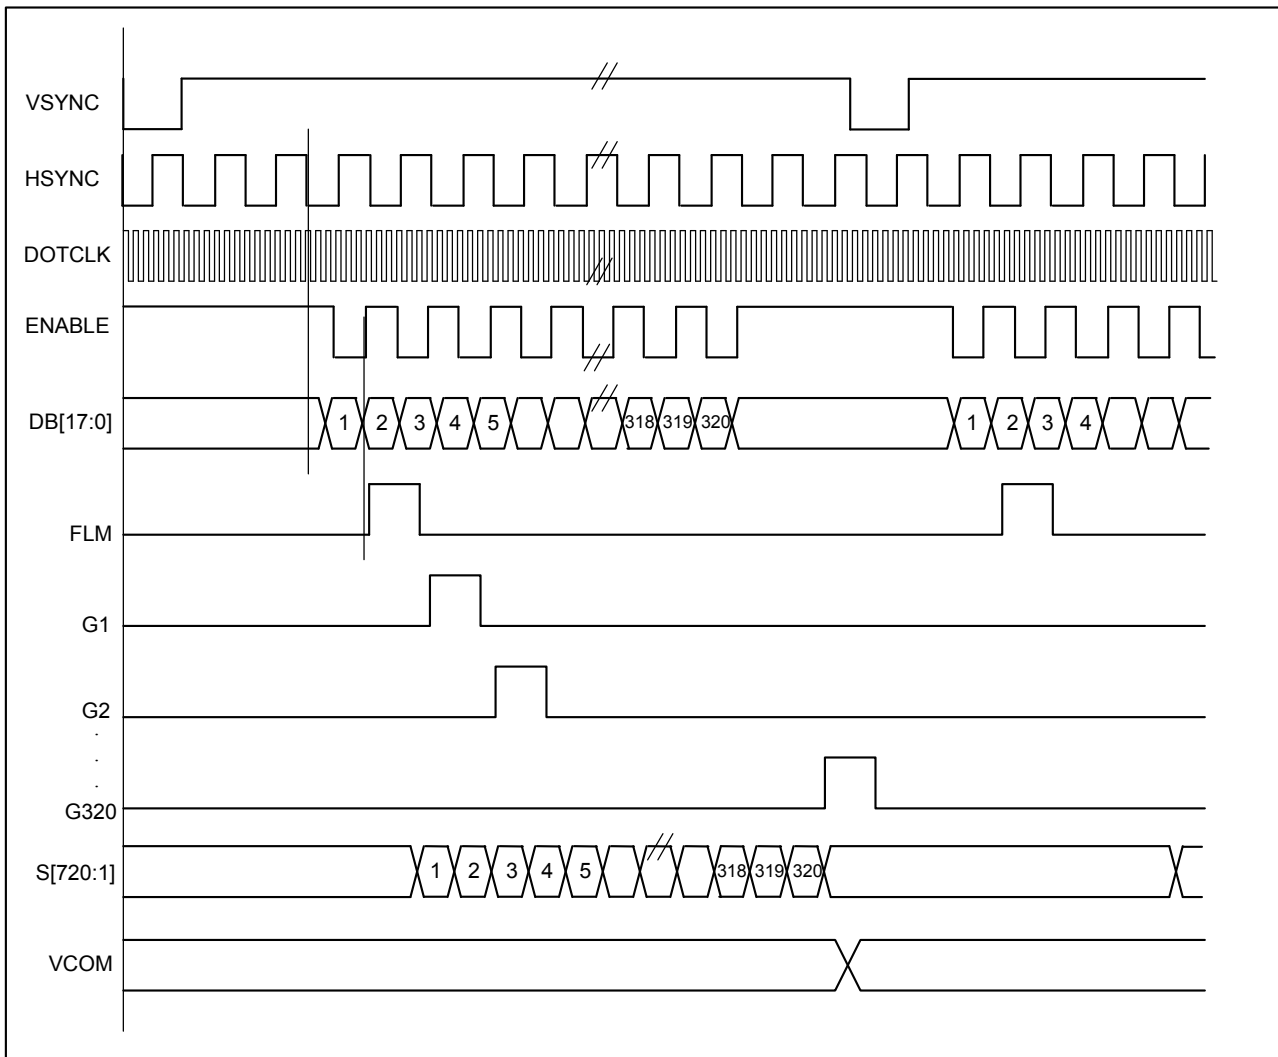 VSYNC
HSYNC
DOTCLK
ENABLE
DB[17:0] 1 2 3 4 5 318 319 320 1 2 3 4
FLM
G1
G2
.
.
.
G320
S[720:1] 1 2 3 4 5 318 319 320
VCOM